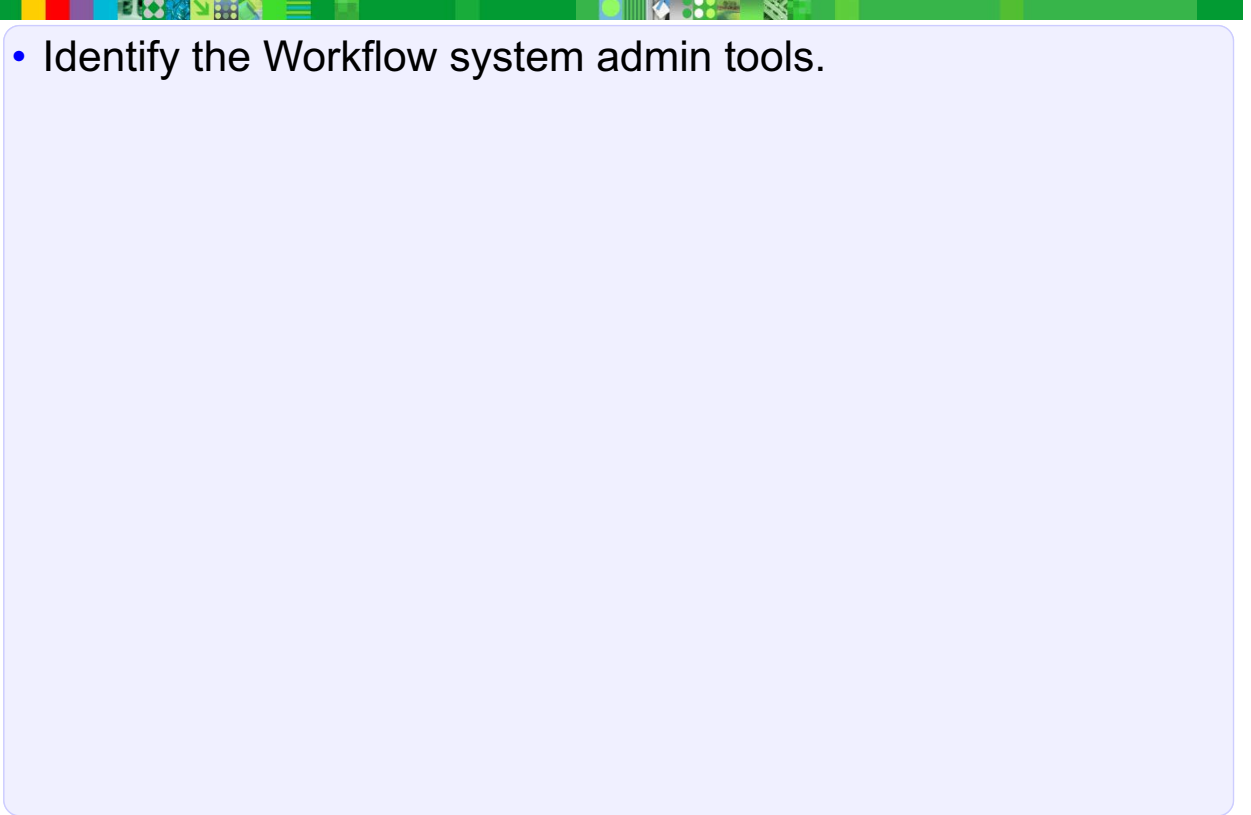 • Identify the Workflow system admin tools.